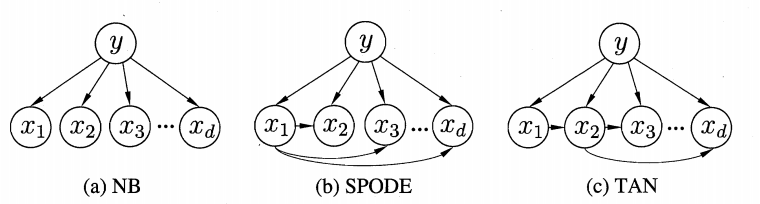 y y y
x1 x2 x3 ··· xd x1 x2 x3 ··· xd x1 x2 x3 ··· xd
(a) NB (b) SPODE (c) TAN